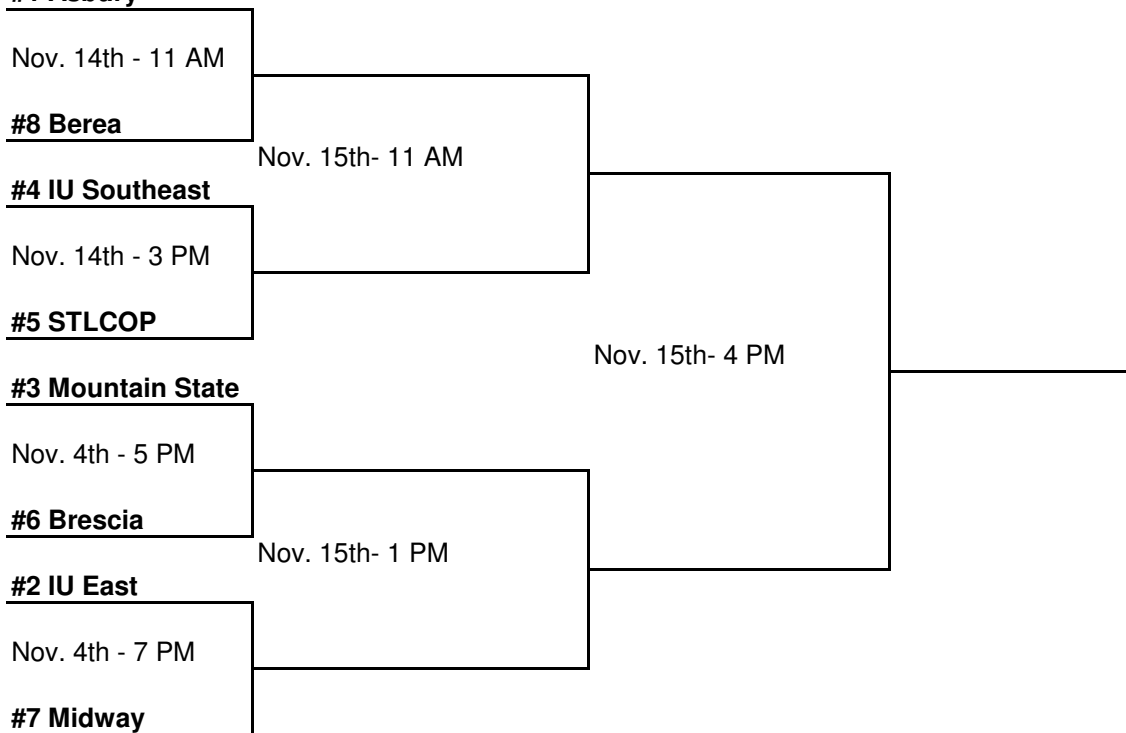 Nov. 14th - 11 AM
#8 Berea
Nov. 15th- 11 AM
#4 IU Southeast
Nov. 14th - 3 PM
#5 STLCOP
Nov. 15th- 4 PM
#3 Mountain State
Nov. 4th - 5 PM
#6 Brescia
Nov. 15th- 1 PM
#2 IU East
Nov. 4th - 7 PM
#7 Midway